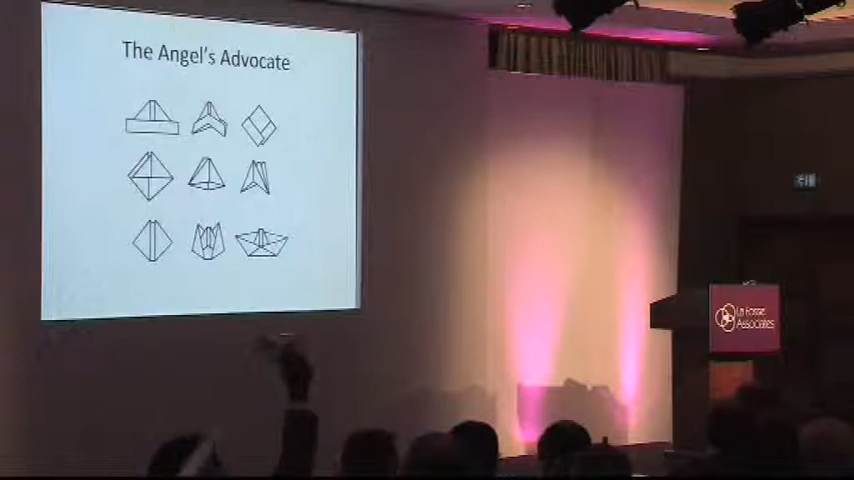 The Angel's Advocate
La Fosse
Associates